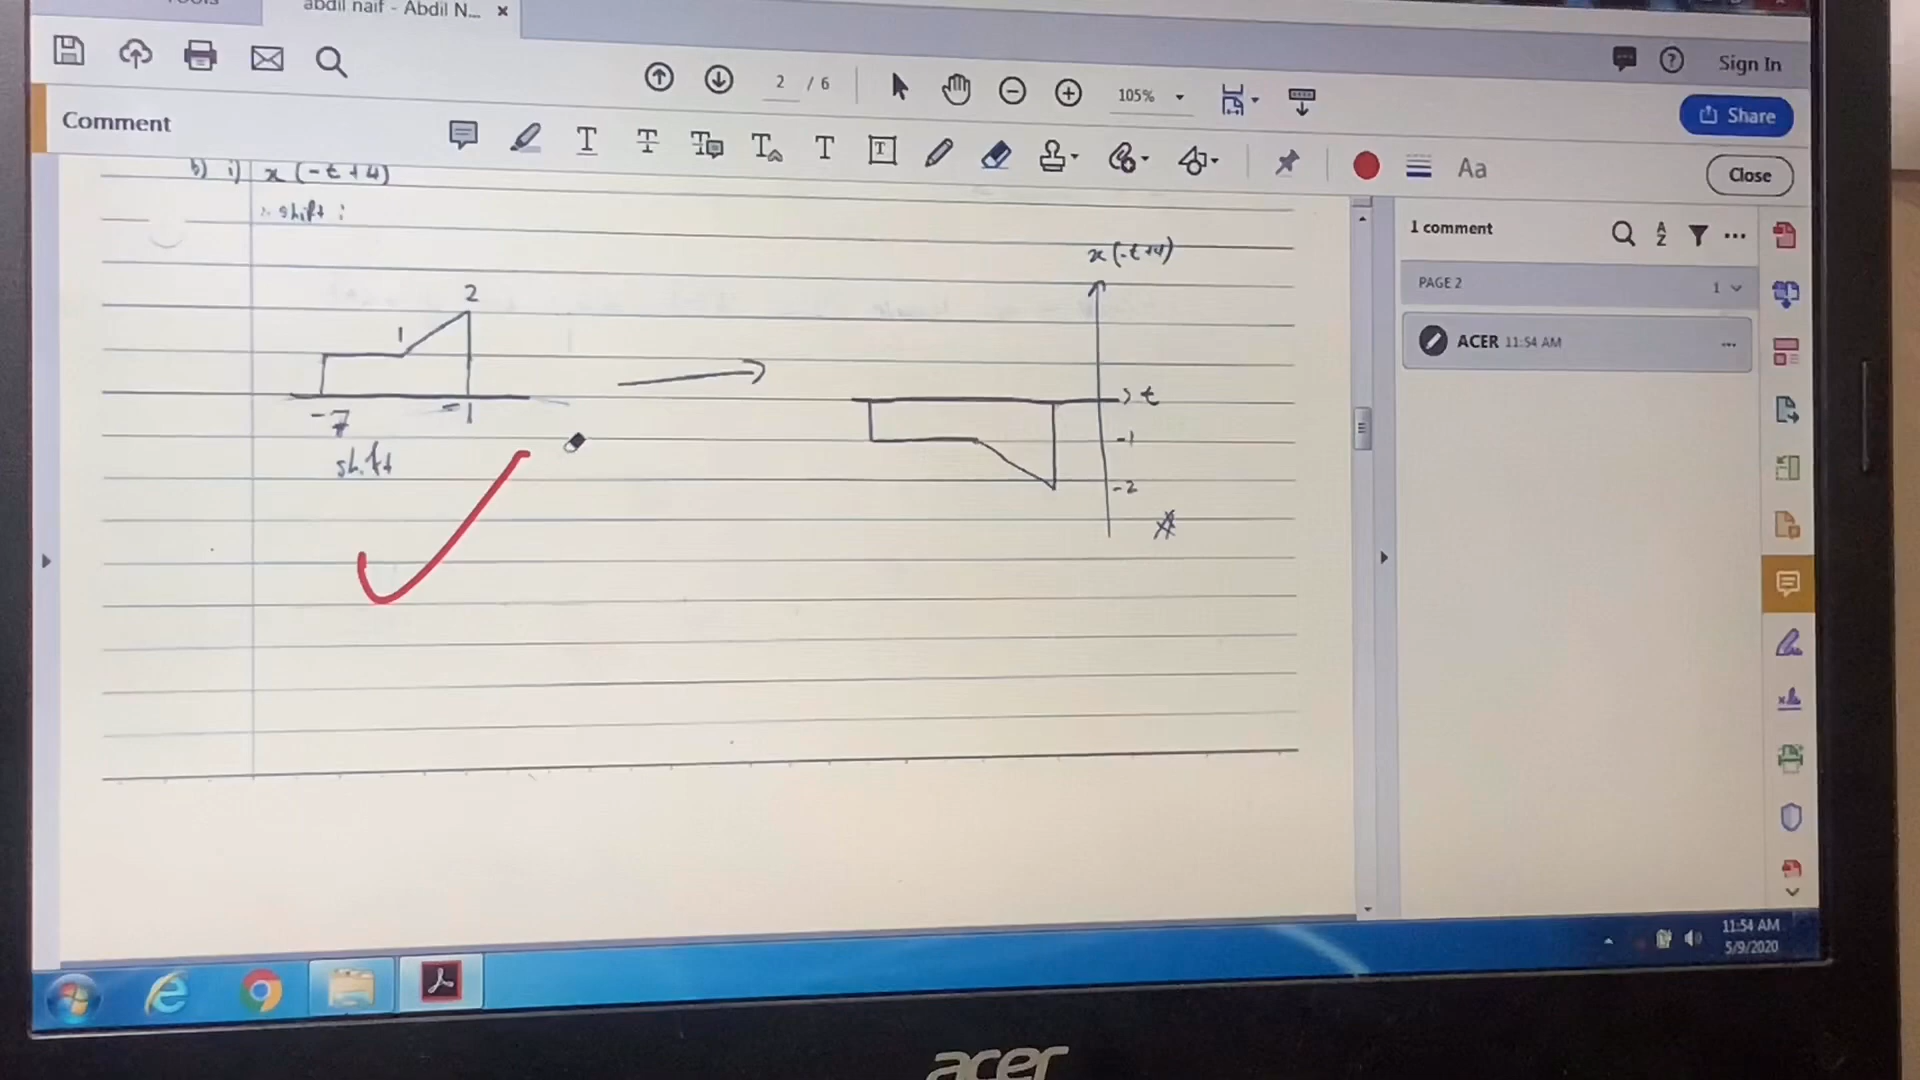 abdil naif - Abdil N...
2 / 6
105%
Sign In
Share
Comment
Aa
Close
b) i) x(-t+4)
∴ shift :
2
1
-7
-1
shift
x(-t+4)
t
-1
-2
1 comment
PAGE 2
1
ACER 11:54 AM
...
11:54 AM
5/9/2020
acer